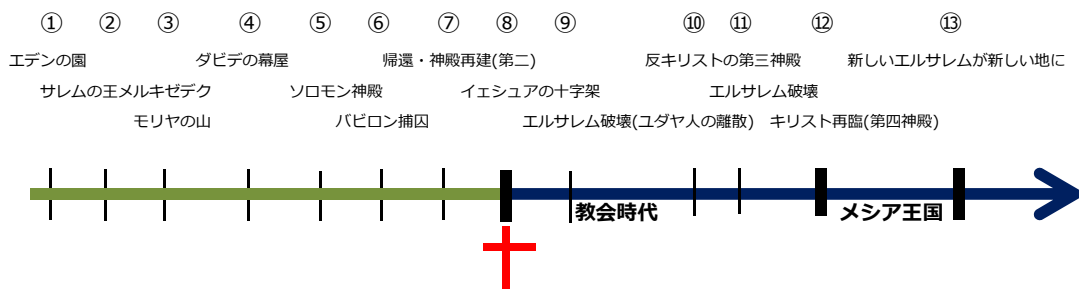 ① ② ③ ④ ⑤ ⑥ ⑦ ⑧ ⑨ ⑩ ⑪ ⑫ ⑬
エデンの園 ダビデの幕屋 帰還・神殿再建(第二) 反キリストの第三神殿 新しいエルサレムが新しい地に
サレムの王メルキゼデク ソロモン神殿 イェシュアの十字架 エルサレム破壊
モリヤの山 バビロン捕囚 エルサレム破壊(ユダヤ人の離散) キリスト再臨(第四神殿)
教会時代 メシア王国